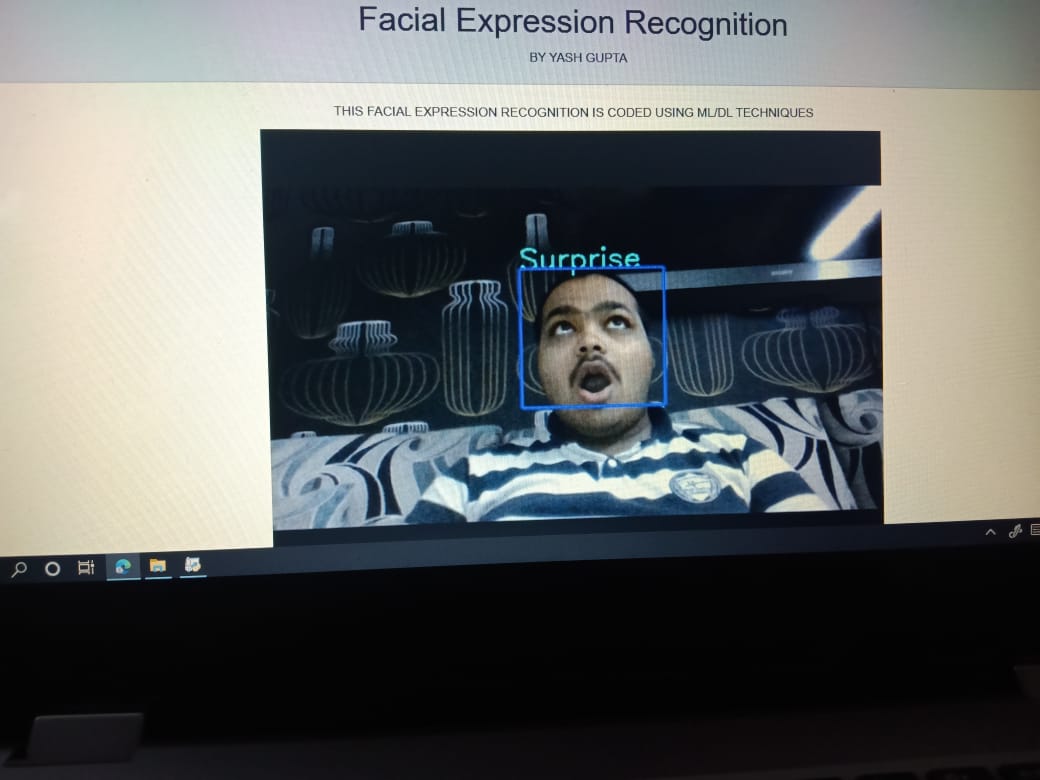 Facial Expression Recognition
BY YASH GUPTA
THIS FACIAL EXPRESSION RECOGNITION IS CODED USING ML/DL TECHNIQUES
Surprise